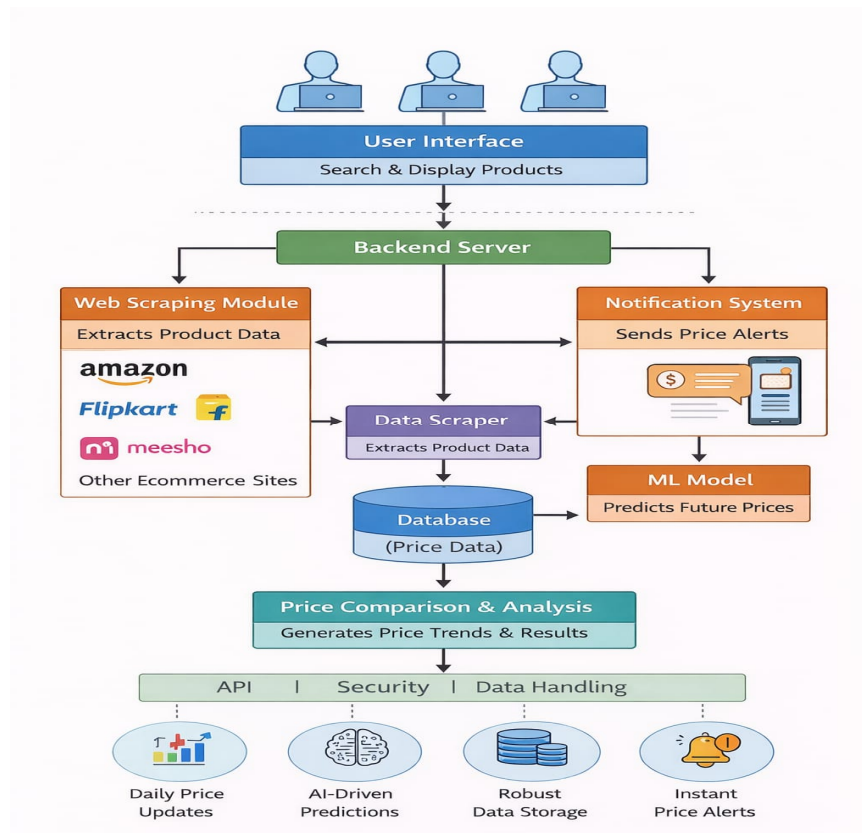 User Interface
Search & Display Products
Backend Server
Web Scraping Module
Extracts Product Data
amazon
Flipkart
meesho
Other Ecommerce Sites
Notification System
Sends Price Alerts
$
Data Scraper
Extracts Product Data
ML Model
Predicts Future Prices
Database
(Price Data)
Price Comparison & Analysis
Generates Price Trends & Results
API | Security | Data Handling
Daily Price
Updates
AI-Driven
Predictions
Robust
Data Storage
Instant
Price Alerts